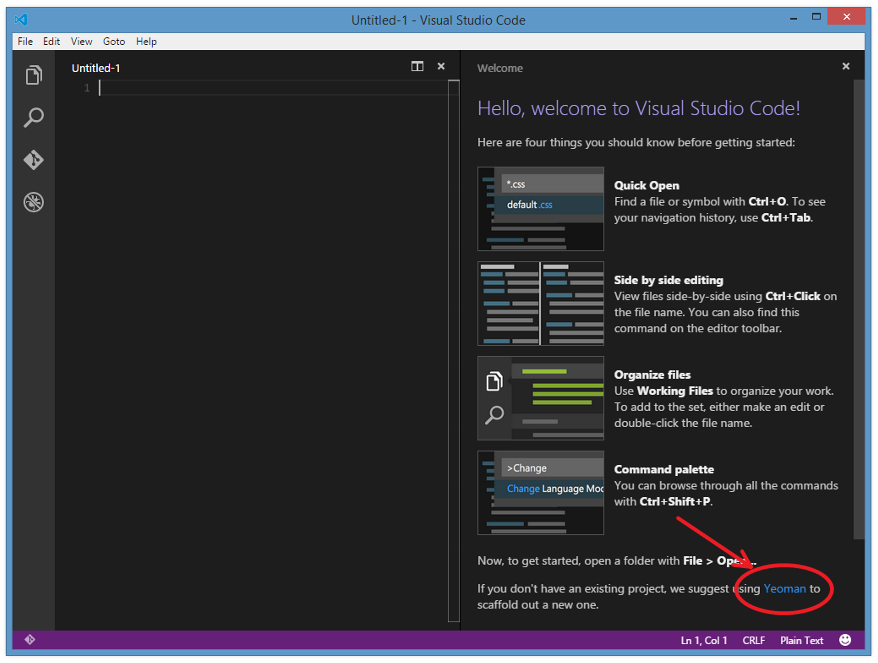 Untitled-1 - Visual Studio Code
File Edit View Goto Help
Untitled-1
1
Welcome
Hello, welcome to Visual Studio Code!
Here are four things you should know before getting started:
*.css
default.css
Quick Open
Find a file or symbol with Ctrl+O. To see
your navigation history, use Ctrl+Tab.
Side by side editing
View files side-by-side using Ctrl+Click on
the file name. You can also find this
command on the editor toolbar.
Organize files
Use Working Files to organize your work.
To add to the set, either make an edit or
double-click the file name.
>Change
Change Language Mod
Command palette
You can browse through all the commands
with Ctrl+Shift+P.
Now, to get started, open a folder with File > Open...
If you don't have an existing project, we suggest using Yeoman to
scaffold out a new one.
Ln 1, Col 1 CRLF Plain Text